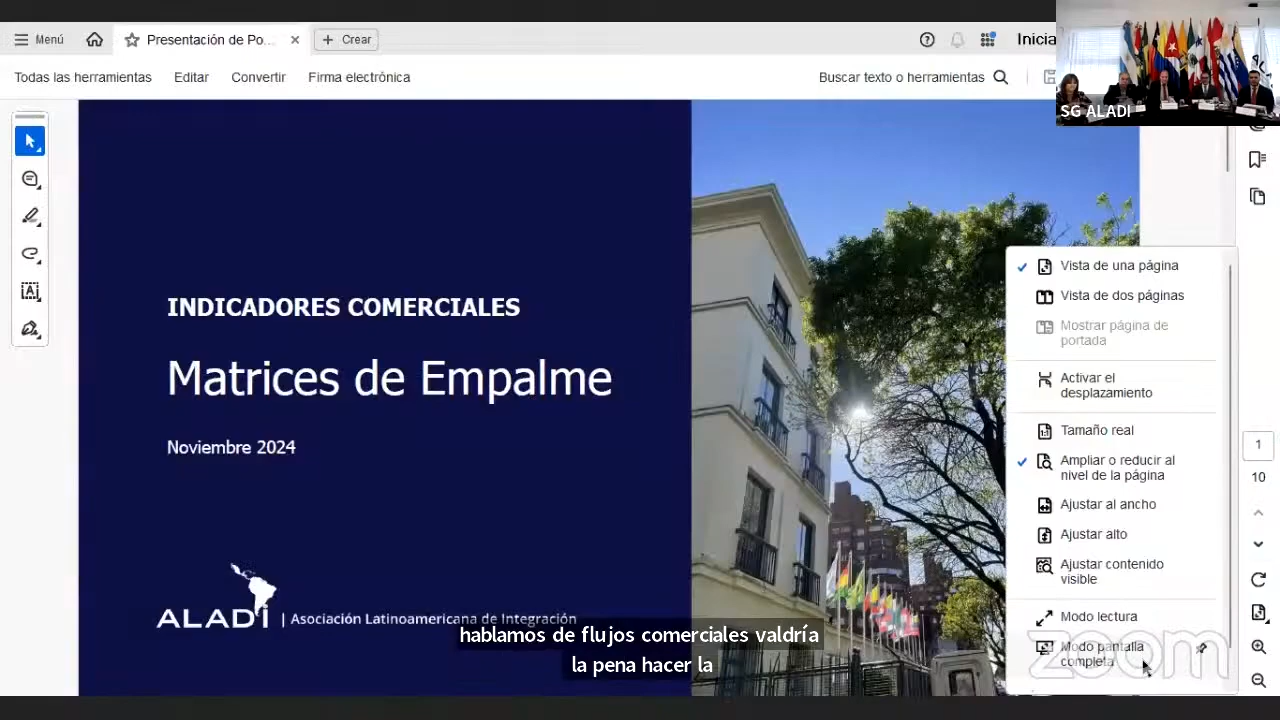 Menú
Presentación de Po...
Crear
Inicia
Todas las herramientas
Editar
Convertir
Firma electrónica
Buscar texto o herramientas
SG ALADI
INDICADORES COMERCIALES
Matrices de Empalme
Noviembre 2024
ALADI | Asociación Latinoamericana de Integración
hablamos de flujos comerciales valdría
la pena hacer la
Vista de una página
Vista de dos páginas
Mostrar página de
portada
Activar el
desplazamiento
Tamaño real
Ampliar o reducir al
nivel de la página
Ajustar al ancho
Ajustar alto
Ajustar contenido
visible
Modo lectura
Modo pantalla
completa
zoom
1
10